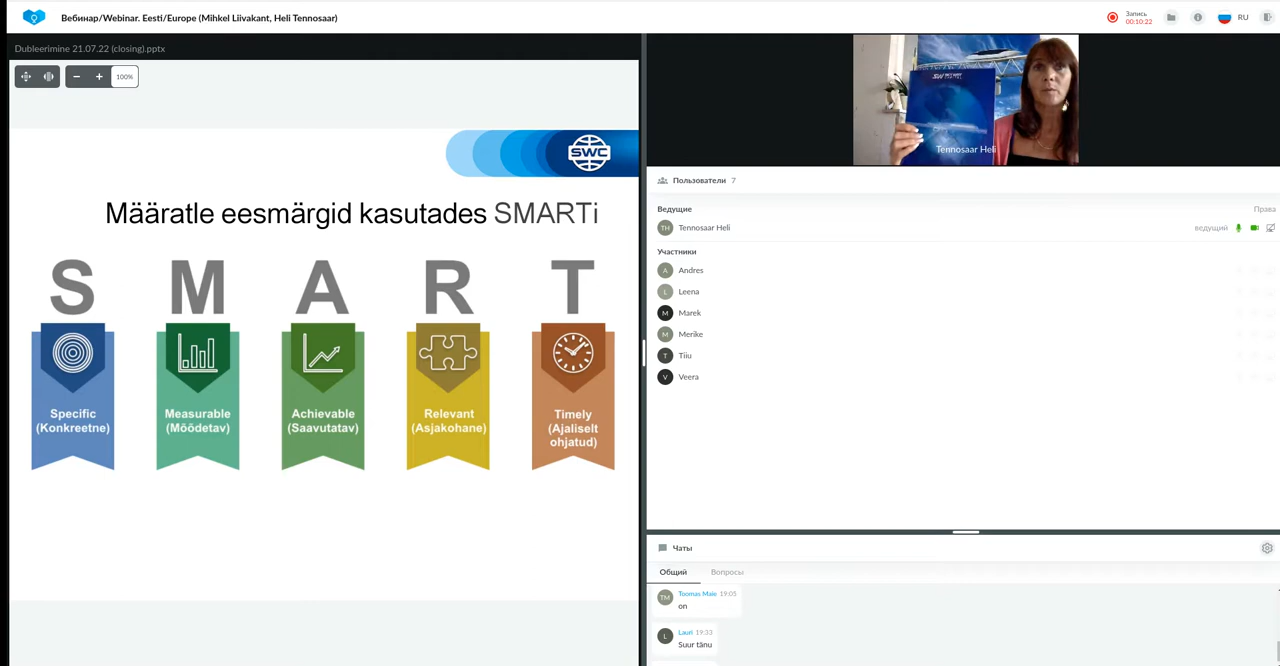 Вебинар/Webinar. Eesti/Europe (Mihkel Liivakant, Heli Tennosaar)
Запись
00:10:22
RU
Dubleerimine 21.07.22 (closing).pptx
100%
SWC
Määratle eesmärgid kasutades SMARTi
S M A R T
Specific
(Konkreetne)
Measurable
(Mõõdetav)
Achievable
(Saavutatav)
Relevant
(Asjakohane)
Timely
(Ajaliselt
ohjatud)
Tennosaar Heli
Пользователи 7
Ведущие
Права
TH Tennosaar Heli
ведущий
Участники
A Andres
L Leena
M Marek
M Merike
T Tiiu
V Veera
Чаты
Общий Вопросы
TM Toomas Maie 19:05
on
L Lauri 19:33
Suur tänu